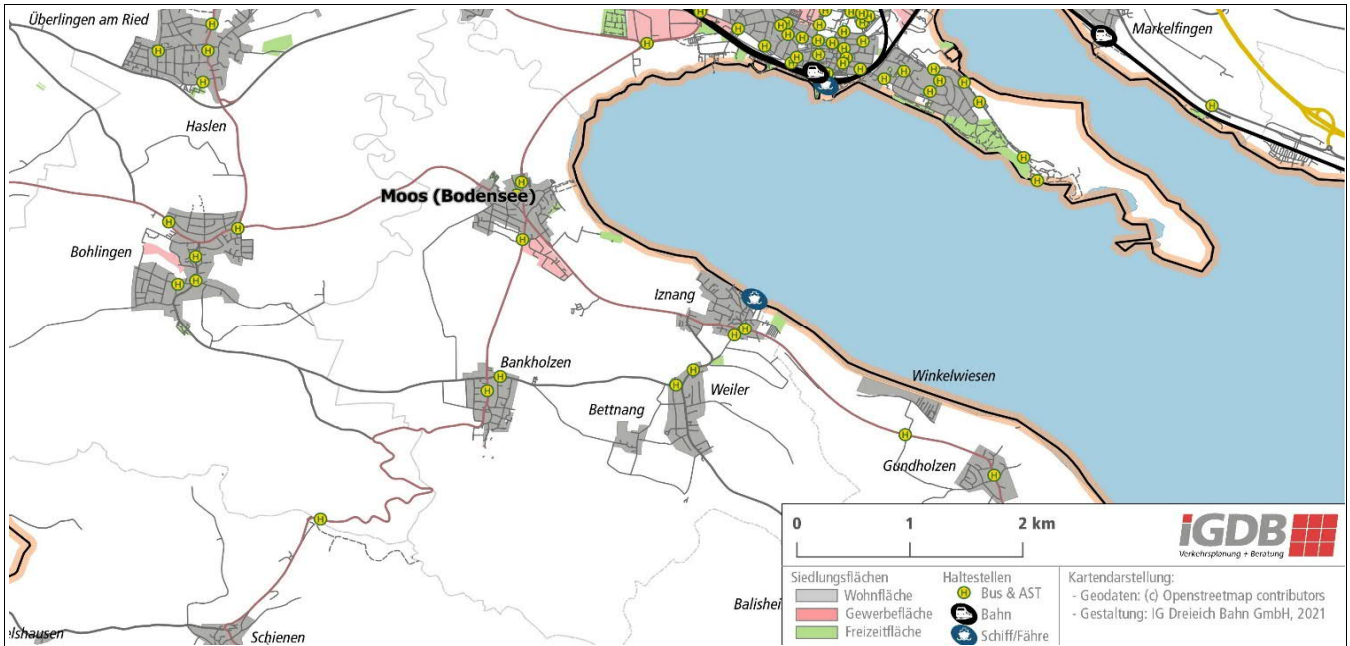 Überlingen am Ried
Markelfingen
Haslen
Moos (Bodensee)
Bohlingen
Iznang
Bankholzen
Winkelwiesen
Weiler
Bettnang
Gundholzen
0 1 2 km
iGDB
Verkehrsplanung + Beratung
Siedlungsflächen
Wohnfläche
Gewerbefläche
Freizeitfläche
Haltestellen
H Bus & AST
Bahn
Schiff/Fähre
Kartendarstellung:
- Geodaten: (c) Openstreetmap contributors
- Gestaltung: IG Dreieich Bahn GmbH, 2021
Balishei
elshausen
Schienen